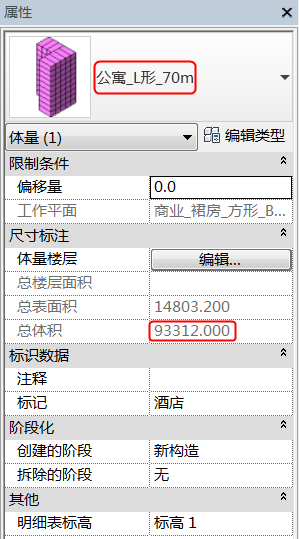 属性
公寓_L形_70m
体量 (1)
编辑类型
限制条件
偏移量 0.0
工作平面 商业_裙房_方形_B...
尺寸标注
体量楼层 编辑...
总楼层面积
总表面积 14803.200
总体积 93312.000
标识数据
注释
标记 酒店
阶段化
创建的阶段 新构造
拆除的阶段 无
其他
明细表标高 标高 1